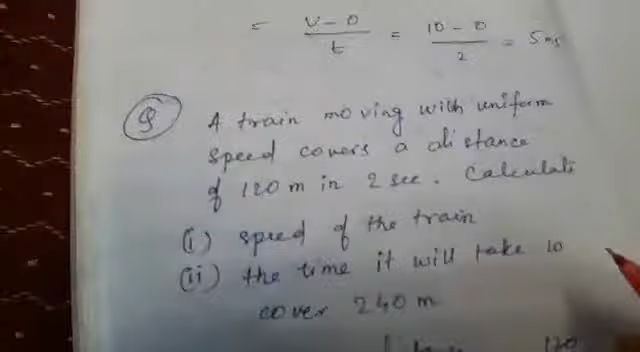 = V - 0 / t = 10 - 0 / 2 = 5 m/s
Q A train moving with uniform
speed covers a distance
of 120 m in 2 sec. Calculate
(i) speed of the train
(ii) the time it will take to
cover 240 m
120